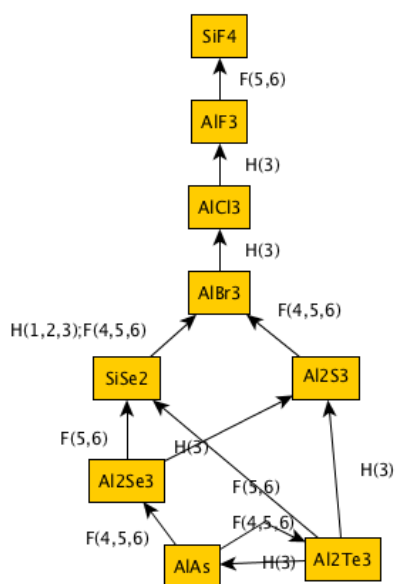 SiF4
F(5,6)
AlF3
H(3)
AlCl3
H(3)
AlBr3
H(1,2,3);F(4,5,6)
F(4,5,6)
SiSe2
Al2S3
F(5,6)
H(3)
H(3)
Al2Se3
F(5,6)
F(4,5,6)
F(4,5,6)
AlAs
H(3)
Al2Te3